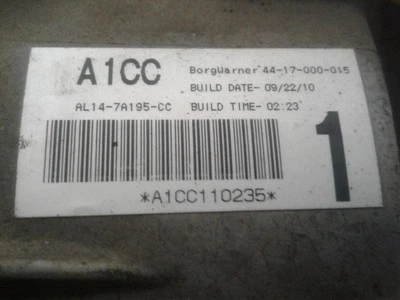 A1CC
BorgWarner 44-17-000-015
BUILD DATE- 09/22/10
AL14-7A195-CC
BUILD TIME- 02:23
1
*A1CC110235*